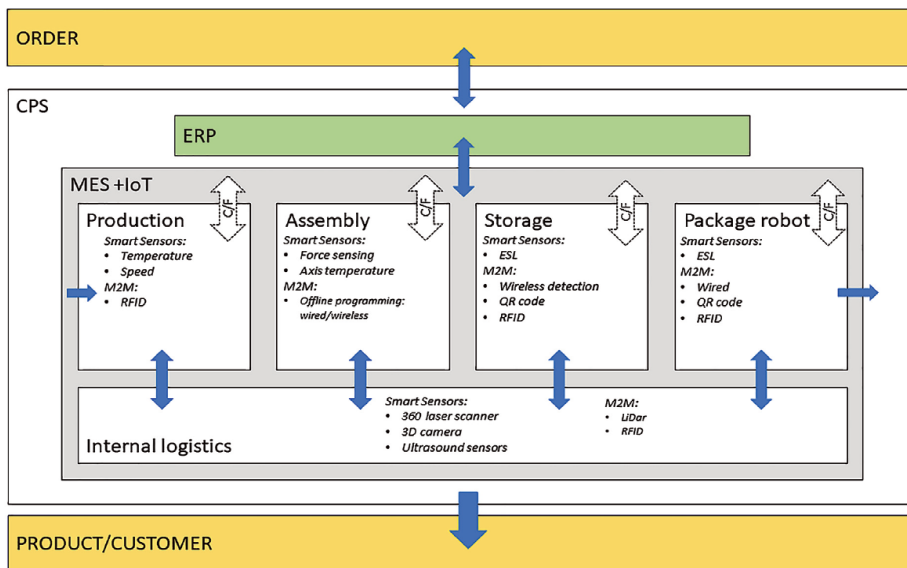 ORDER
CPS
ERP
MES +IoT
C/F
C/F
C/F
C/F
Production
Smart Sensors:
• Temperature
• Speed
M2M:
• RFID
Assembly
Smart Sensors:
• Force sensing
• Axis temperature
M2M:
• Offline programming:
wired/wireless
Storage
Smart Sensors:
• ESL
M2M:
• Wireless detection
• QR code
• RFID
Package robot
Smart Sensors:
• ESL
M2M:
• Wired
• QR code
• RFID
Internal logistics
Smart Sensors:
• 360 laser scanner
• 3D camera
• Ultrasound sensors
M2M:
• LiDar
• RFID
PRODUCT/CUSTOMER